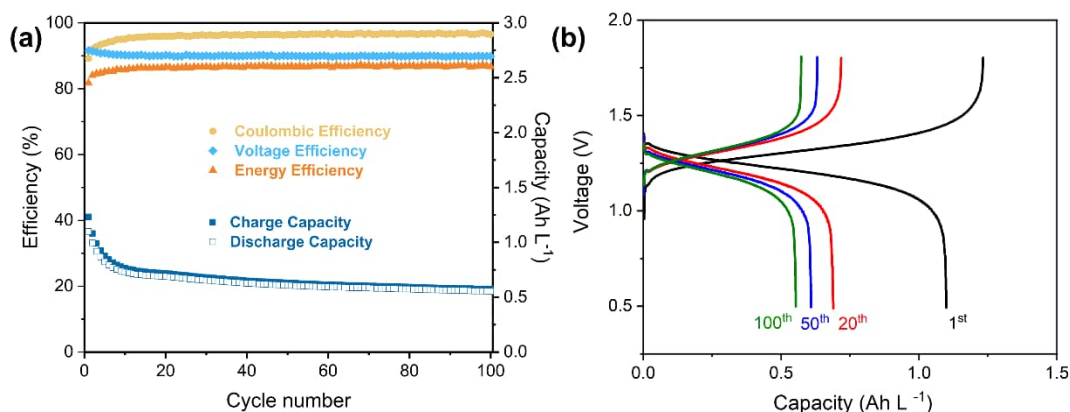 (a)
Efficiency (%)
100
80
60
40
20
0
Coulombic Efficiency
Voltage Efficiency
Energy Efficiency
Charge Capacity
Discharge Capacity
3.0
2.5
2.0
1.5
1.0
0.5
0.0
Capacity (Ah L⁻¹)
0 20 40 60 80 100
Cycle number
(b)
Voltage (V)
2.0
1.5
1.0
0.5
100th 50th 20th 1st
0.0 0.5 1.0 1.5
Capacity (Ah L ⁻¹)